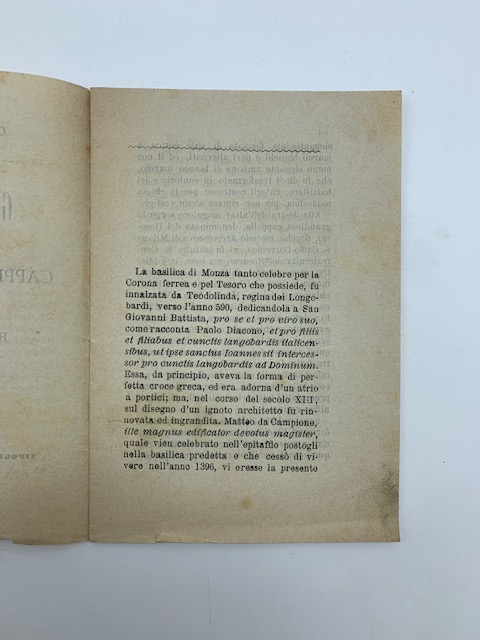 La basilica di Monza tanto celebre per la
Corona ferrea e pel Tesoro che possiede, fu
innalzata da Teodolinda, regina dei Longo-
bardi, verso l'anno 590, dedicandola a San
Giovanni Battista, pro se et pro viro suo,
come racconta Paolo Diacono, et pro filiis
et filiabus et cunctis langobardis italicen-
sibus, ut ipse sanctus Ioannes sit interces-
sor pro cunctis langobardis ad Dominum.
Essa, da principio, aveva la forma di per-
fetta croce greca, ed era adorna d'un atrio
a portici; ma, nel corso del secolo XIII,
sul disegno d'un ignoto architetto fu rin-
novata ed ingrandita. Matteo da Campione,
ille magnus edificator devotus magister,
quale vien celebrato nell'epitaffio postogli
nella basilica predetta e che cessò di vi-
vere nell'anno 1396, vi eresse la presente
CAPPE
TIPOG